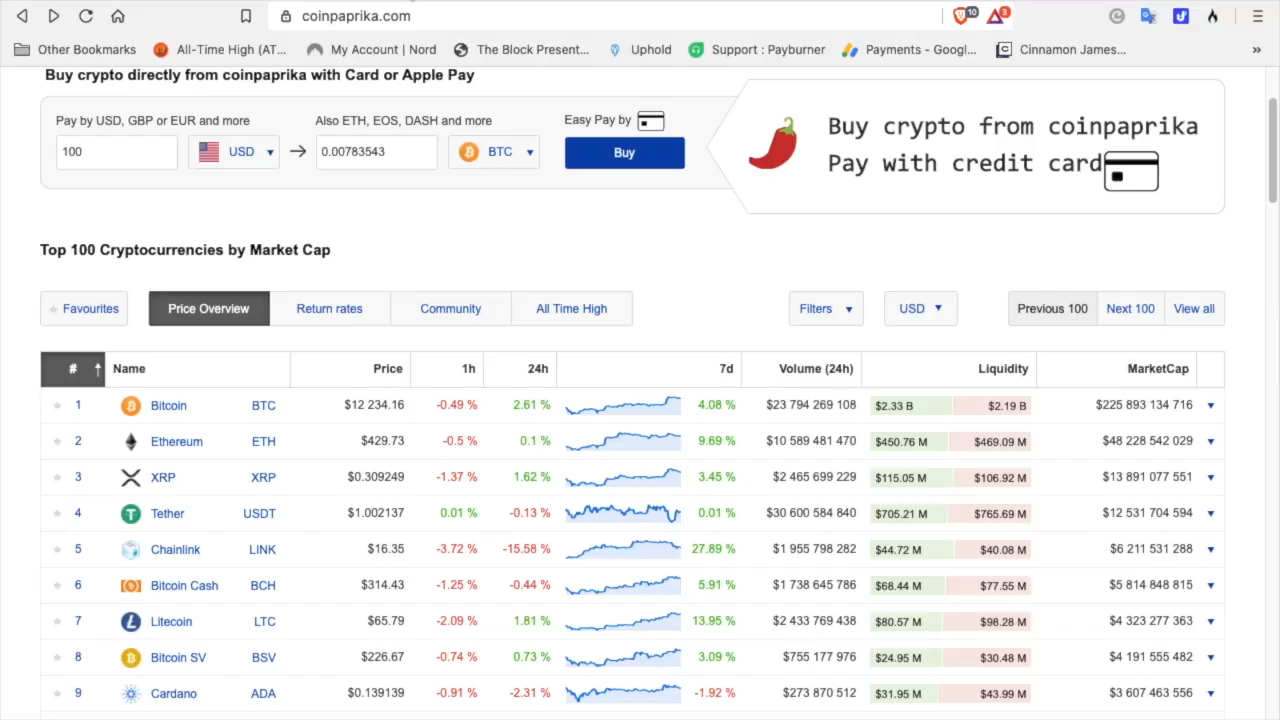 coinpaprika.com
10
3
Other Bookmarks All-Time High (AT... My Account | Nord The Block Present... Uphold Support : Payburner Payments - Googl... Cinnamon James... »
Buy crypto directly from coinpaprika with Card or Apple Pay
Pay by USD, GBP or EUR and more Also ETH, EOS, DASH and more Easy Pay by
100 USD 0.00783543 BTC Buy
Buy crypto from coinpaprika
Pay with credit card
Top 100 Cryptocurrencies by Market Cap
Favourites Price Overview Return rates Community All Time High Filters USD Previous 100 Next 100 View all
# Name Price 1h 24h 7d Volume (24h) Liquidity MarketCap
1 Bitcoin BTC $12 234.16 -0.49 % 2.61 % 4.08 % $23 794 269 108 $2.33 B $2.19 B $225 893 134 716
2 Ethereum ETH $429.73 -0.5 % 0.1 % 9.69 % $10 589 481 470 $450.76 M $469.09 M $48 228 542 029
3 XRP XRP $0.309249 -1.37 % 1.62 % 3.45 % $2 465 699 229 $115.05 M $106.92 M $13 891 077 551
4 Tether USDT $1.002137 0.01 % -0.13 % 0.01 % $30 600 584 840 $705.21 M $765.69 M $12 531 704 594
5 Chainlink LINK $16.35 -3.72 % -15.58 % 27.89 % $1 955 798 282 $44.72 M $40.08 M $6 211 531 288
6 Bitcoin Cash BCH $314.43 -1.25 % -0.44 % 5.91 % $1 738 645 786 $68.44 M $77.55 M $5 814 848 815
7 Litecoin LTC $65.79 -2.09 % 1.81 % 13.95 % $2 433 769 438 $80.57 M $98.28 M $4 323 277 363
8 Bitcoin SV BSV $226.67 -0.74 % 0.73 % 3.09 % $755 177 976 $24.95 M $30.48 M $4 191 555 482
9 Cardano ADA $0.139139 -0.91 % -2.31 % -1.92 % $273 870 512 $31.95 M $43.99 M $3 607 463 556